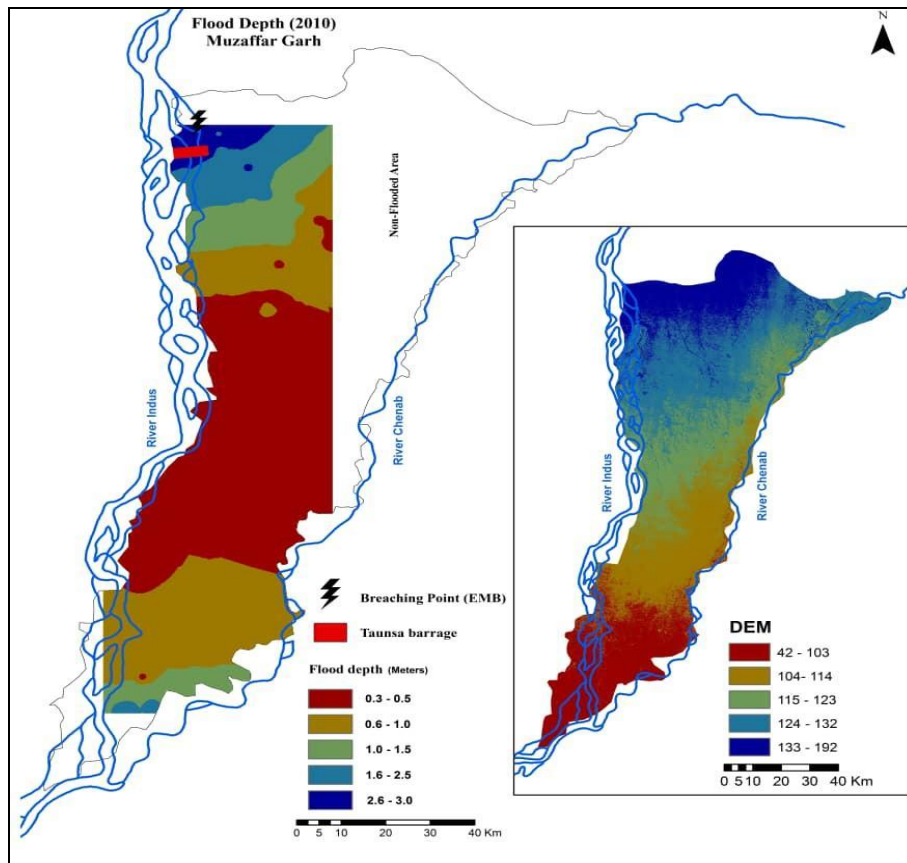 Flood Depth (2010)
Muzaffar Garh
N
Non-Flooded Area
River Indus
River Chenab
Breaching Point (EMB)
Taunsa barrage
Flood depth (Meters)
0.3 - 0.5
0.6 - 1.0
1.0 - 1.5
1.6 - 2.5
2.6 - 3.0
0 5 10 20 30 40 Km
River Indus
River Chenab
DEM
42 - 103
104- 114
115 - 123
124 - 132
133 - 192
0 510 20 30 40 Km